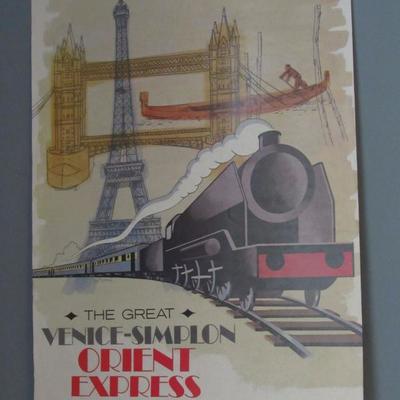 THE GREAT
VENICE-SIMPLON
ORIENT
EXPRESS